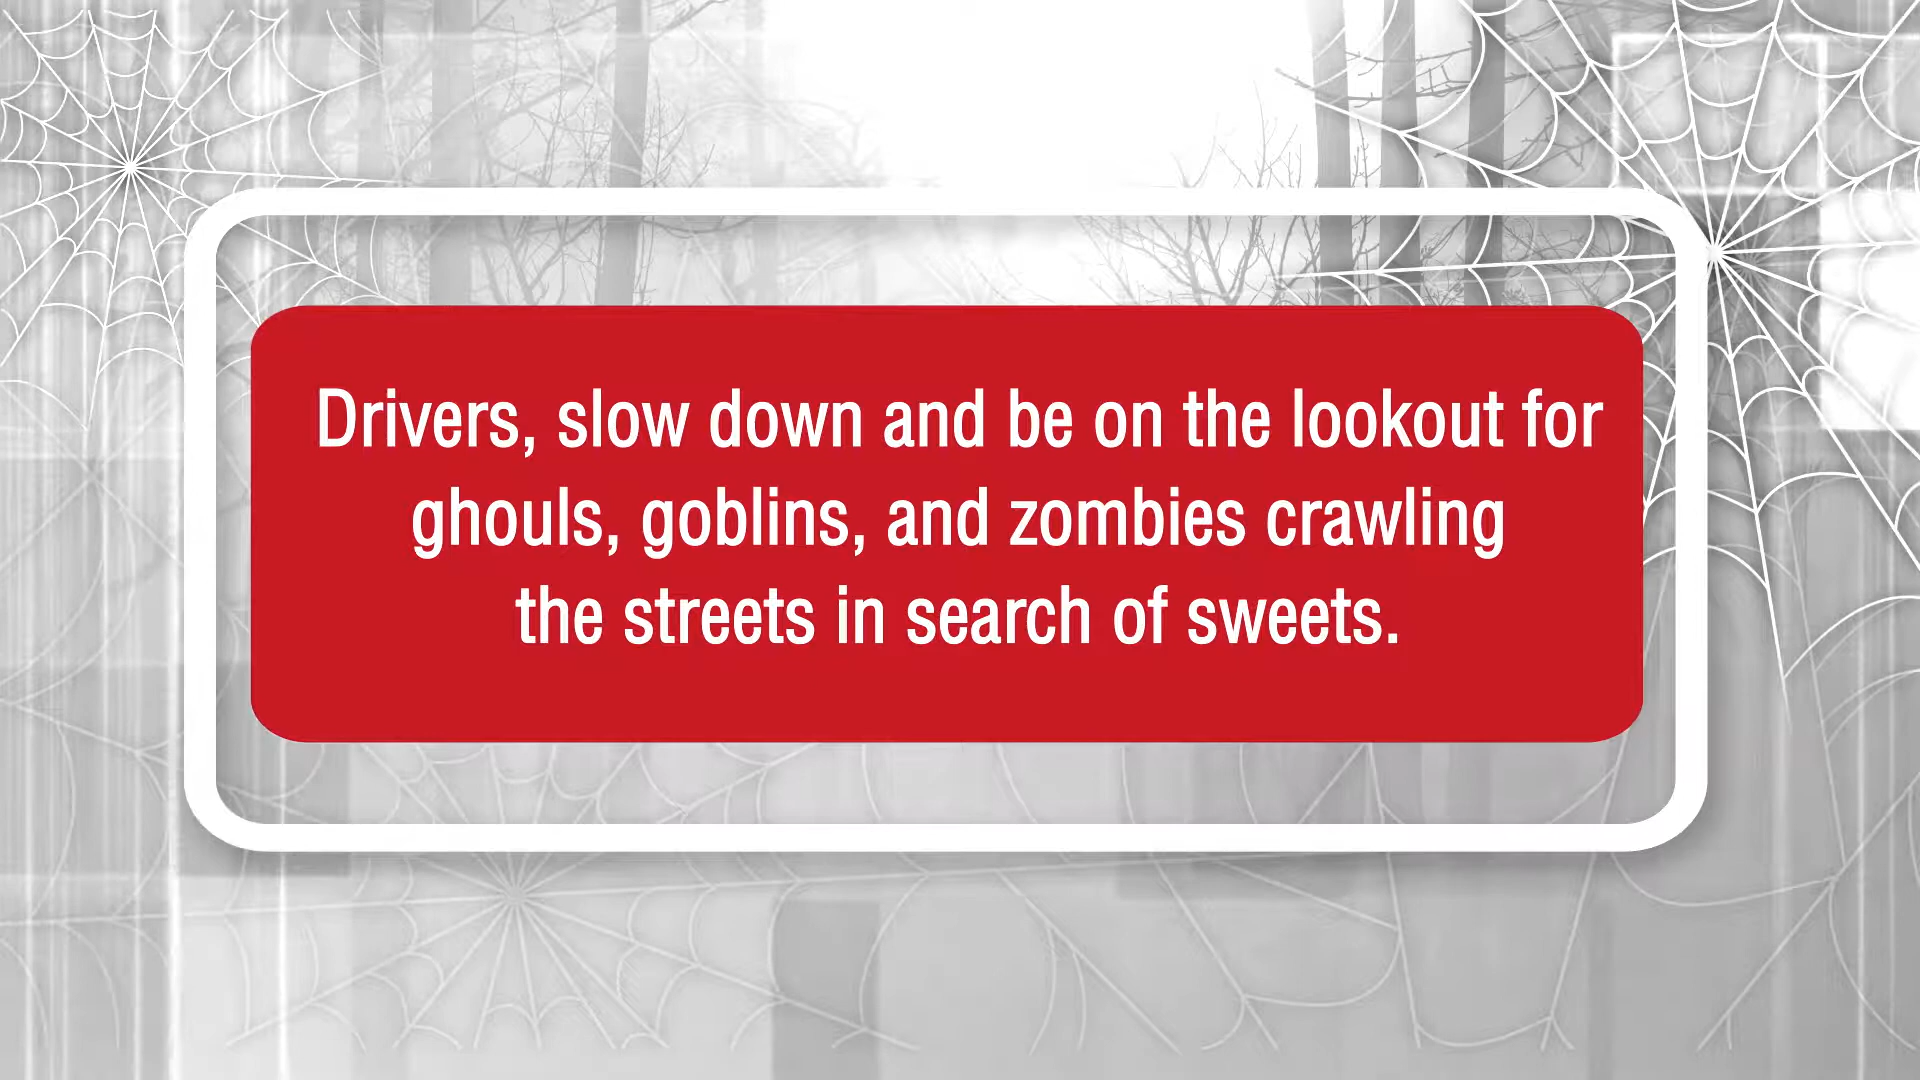 Drivers, slow down and be on the lookout for
ghouls, goblins, and zombies crawling
the streets in search of sweets.